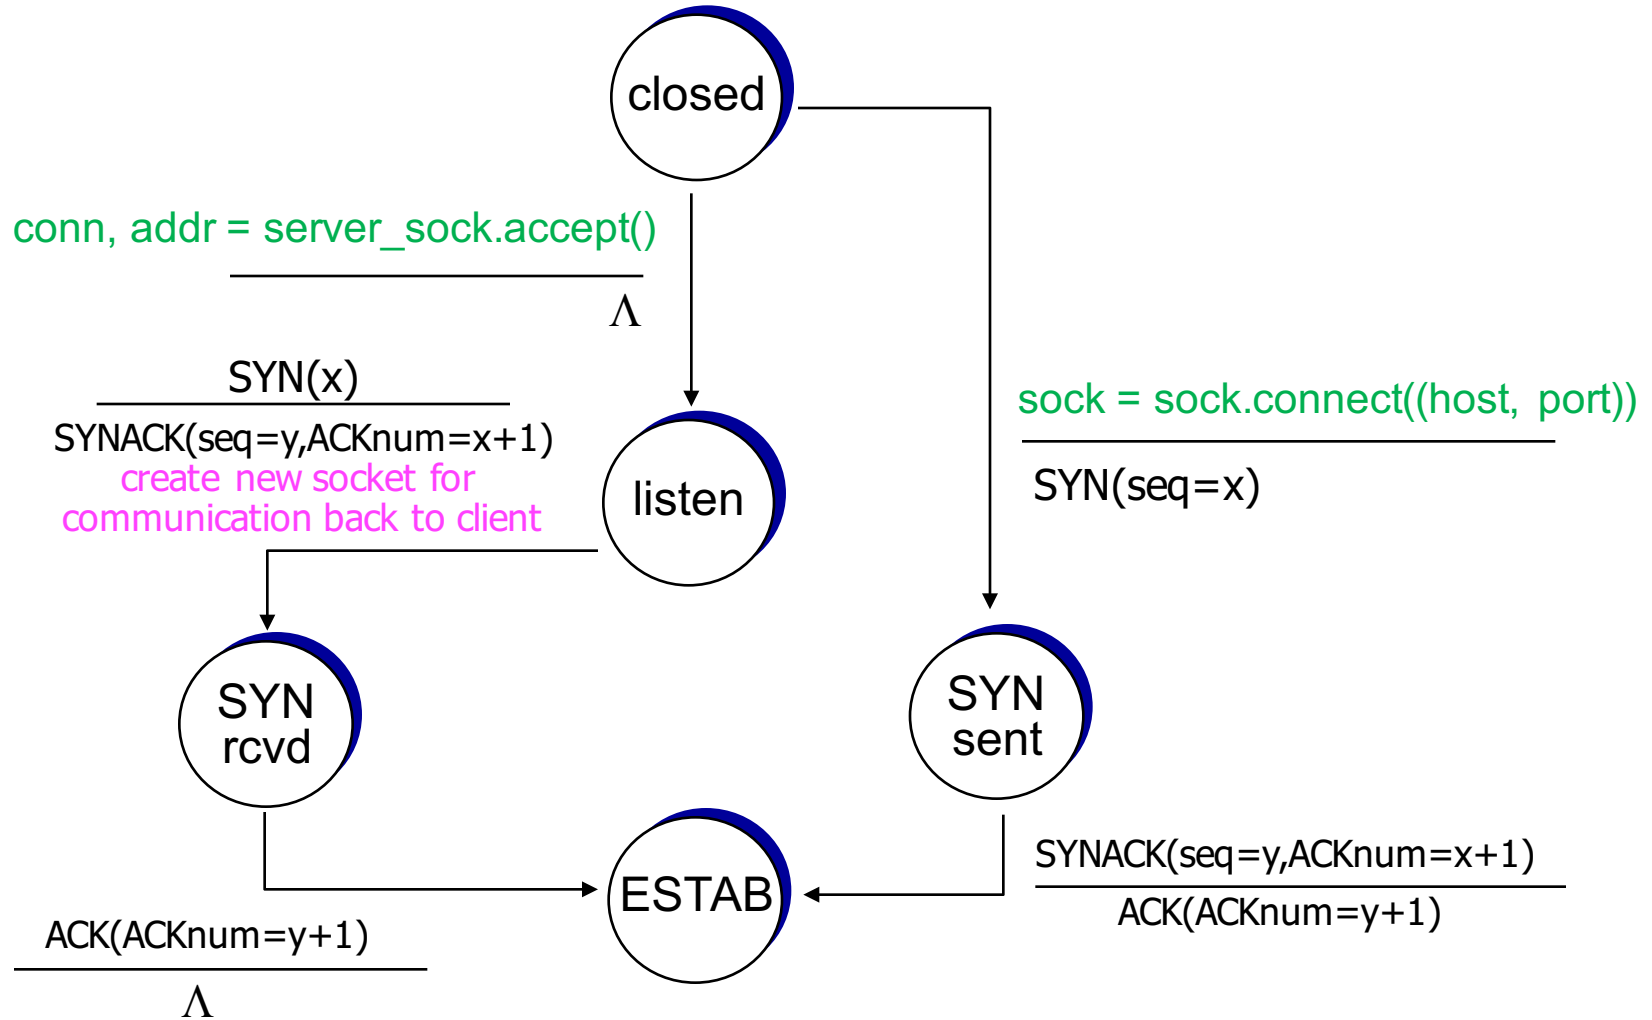 closed
conn, addr = server_sock.accept()
Λ
SYN(x)
SYNACK(seq=y,ACKnum=x+1)
create new socket for
communication back to client
listen
sock = sock.connect((host, port))
SYN(seq=x)
SYN
rcvd
SYN
sent
ESTAB
SYNACK(seq=y,ACKnum=x+1)
ACK(ACKnum=y+1)
ACK(ACKnum=y+1)
Λ